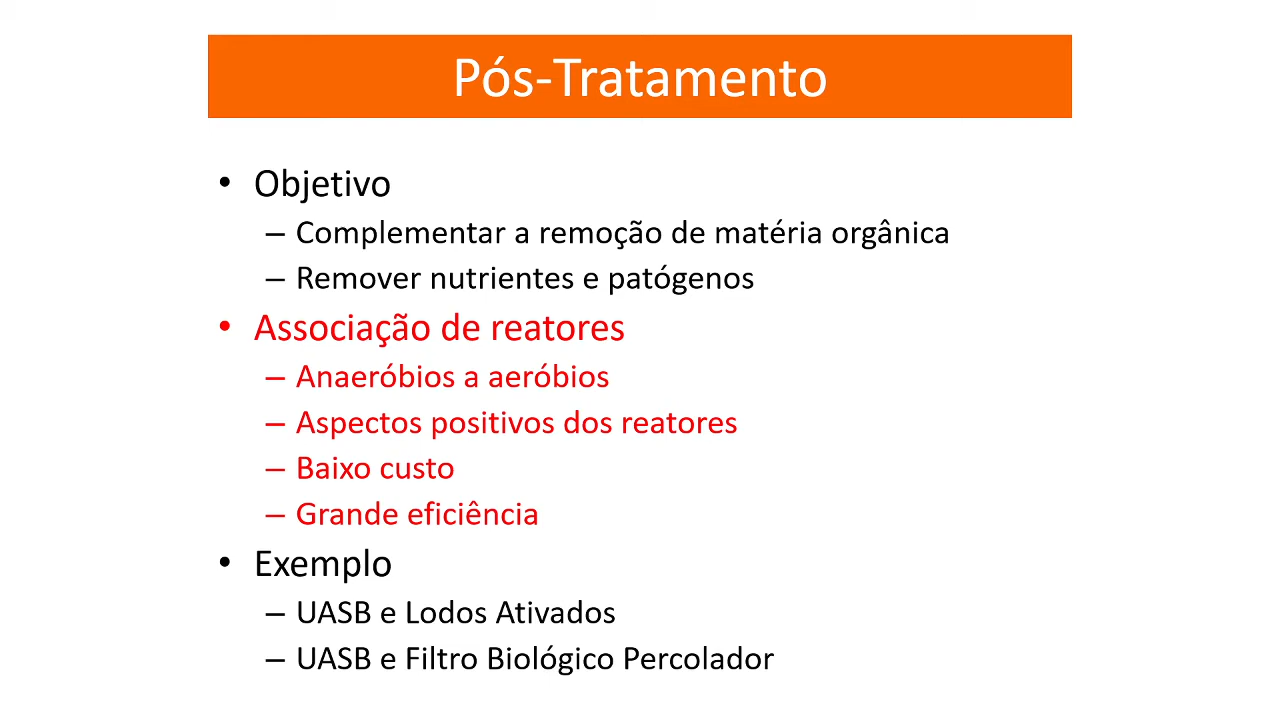 Pós-Tratamento
• Objetivo
– Complementar a remoção de matéria orgânica
– Remover nutrientes e patógenos
• Associação de reatores
– Anaeróbios a aeróbios
– Aspectos positivos dos reatores
– Baixo custo
– Grande eficiência
• Exemplo
– UASB e Lodos Ativados
– UASB e Filtro Biológico Percolador